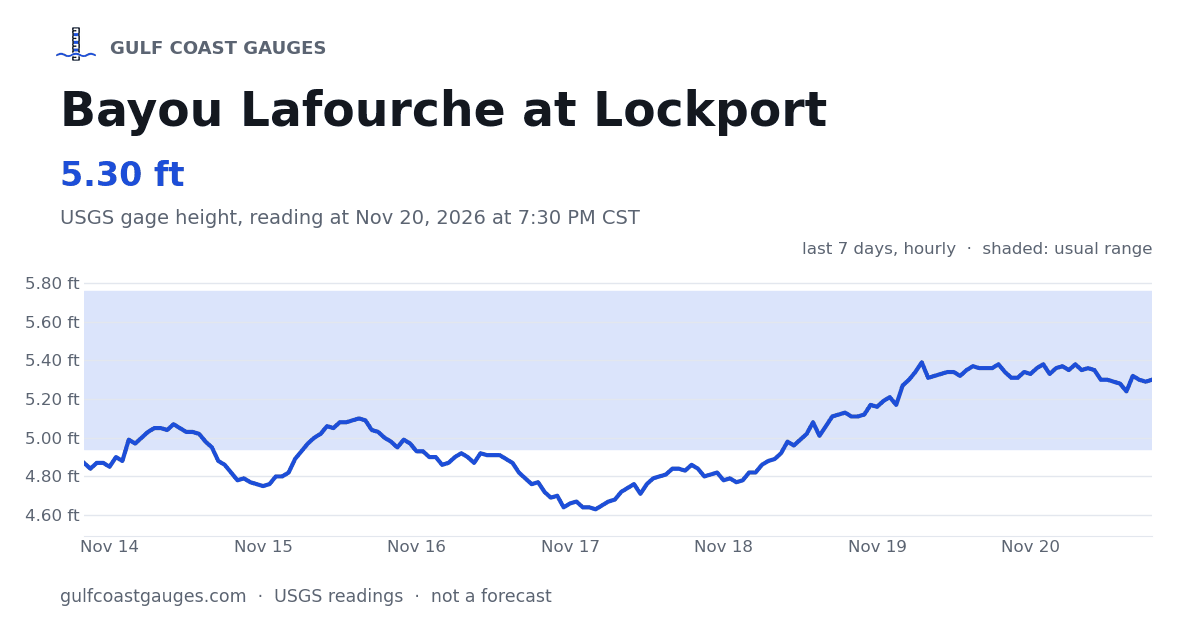 GULF COAST GAUGES
Bayou Lafourche at Lockport
5.30 ft
USGS gage height, reading at Nov 20, 2026 at 7:30 PM CST
last 7 days, hourly · shaded: usual range
5.80 ft
5.60 ft
5.40 ft
5.20 ft
5.00 ft
4.80 ft
4.60 ft
Nov 14 Nov 15 Nov 16 Nov 17 Nov 18 Nov 19 Nov 20
gulfcoastgauges.com · USGS readings · not a forecast